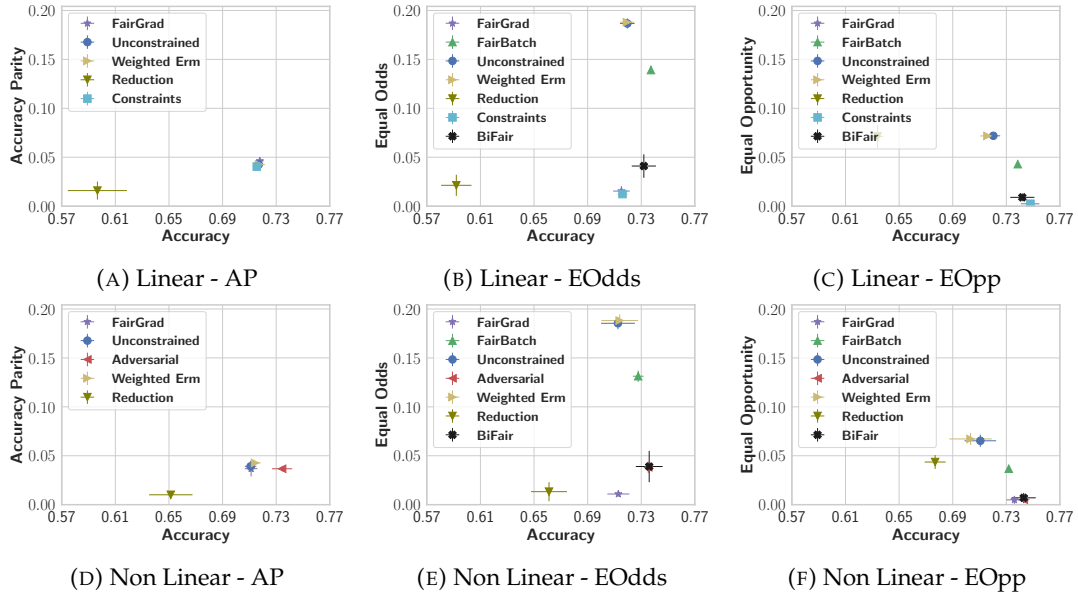 0.20
0.15
0.10
0.05
0.00
Accuracy Parity
FairGrad
Unconstrained
Weighted Erm
Reduction
Constraints
0.57 0.61 0.65 0.69 0.73 0.77
Accuracy
(A) Linear - AP
0.20
0.15
0.10
0.05
0.00
Equal Odds
FairGrad
FairBatch
Unconstrained
Weighted Erm
Reduction
Constraints
BiFair
0.57 0.61 0.65 0.69 0.73 0.77
Accuracy
(B) Linear - EOdds
0.20
0.15
0.10
0.05
0.00
Equal Opportunity
FairGrad
FairBatch
Unconstrained
Weighted Erm
Reduction
Constraints
BiFair
0.57 0.61 0.65 0.69 0.73 0.77
Accuracy
(C) Linear - EOpp
0.20
0.15
0.10
0.05
0.00
Accuracy Parity
FairGrad
Unconstrained
Adversarial
Weighted Erm
Reduction
0.57 0.61 0.65 0.69 0.73 0.77
Accuracy
(D) Non Linear - AP
0.20
0.15
0.10
0.05
0.00
Equal Odds
FairGrad
FairBatch
Unconstrained
Adversarial
Weighted Erm
Reduction
BiFair
0.57 0.61 0.65 0.69 0.73 0.77
Accuracy
(E) Non Linear - EOdds
0.20
0.15
0.10
0.05
0.00
Equal Opportunity
FairGrad
FairBatch
Unconstrained
Adversarial
Weighted Erm
Reduction
BiFair
0.57 0.61 0.65 0.69 0.73 0.77
Accuracy
(F) Non Linear - EOpp